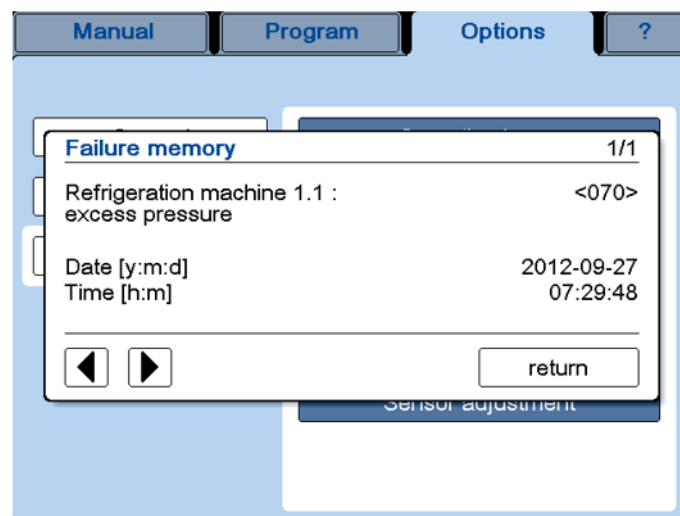 Manual Program Options ?
Failure memory 1/1
Refrigeration machine 1.1 : <070>
excess pressure
Date [y:m:d] 2012-09-27
Time [h:m] 07:29:48
return
Sensor adjustment